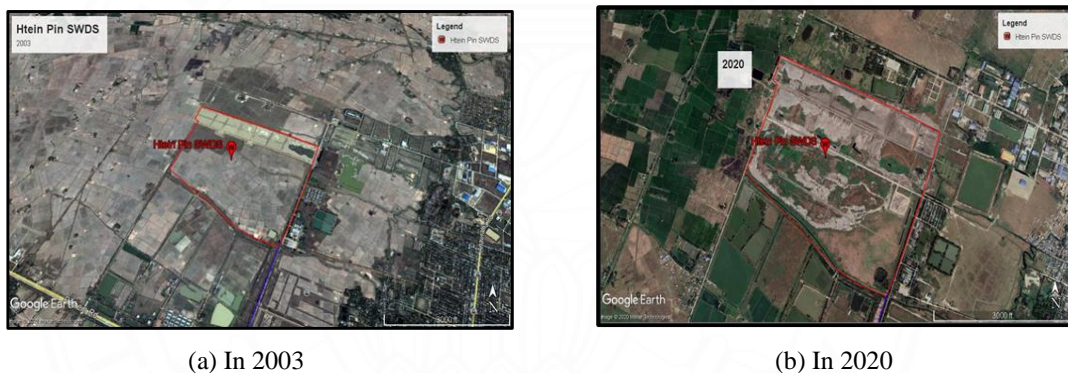 Htein Pin SWDS
2003
Legend
Htein Pin SWDS
Htein Pin SWDS
Google Earth
N
3000 ft
(a) In 2003
2020
Legend
Htein Pin SWDS
Htein Pin SWDS
Google Earth
N
3000 ft
(b) In 2020